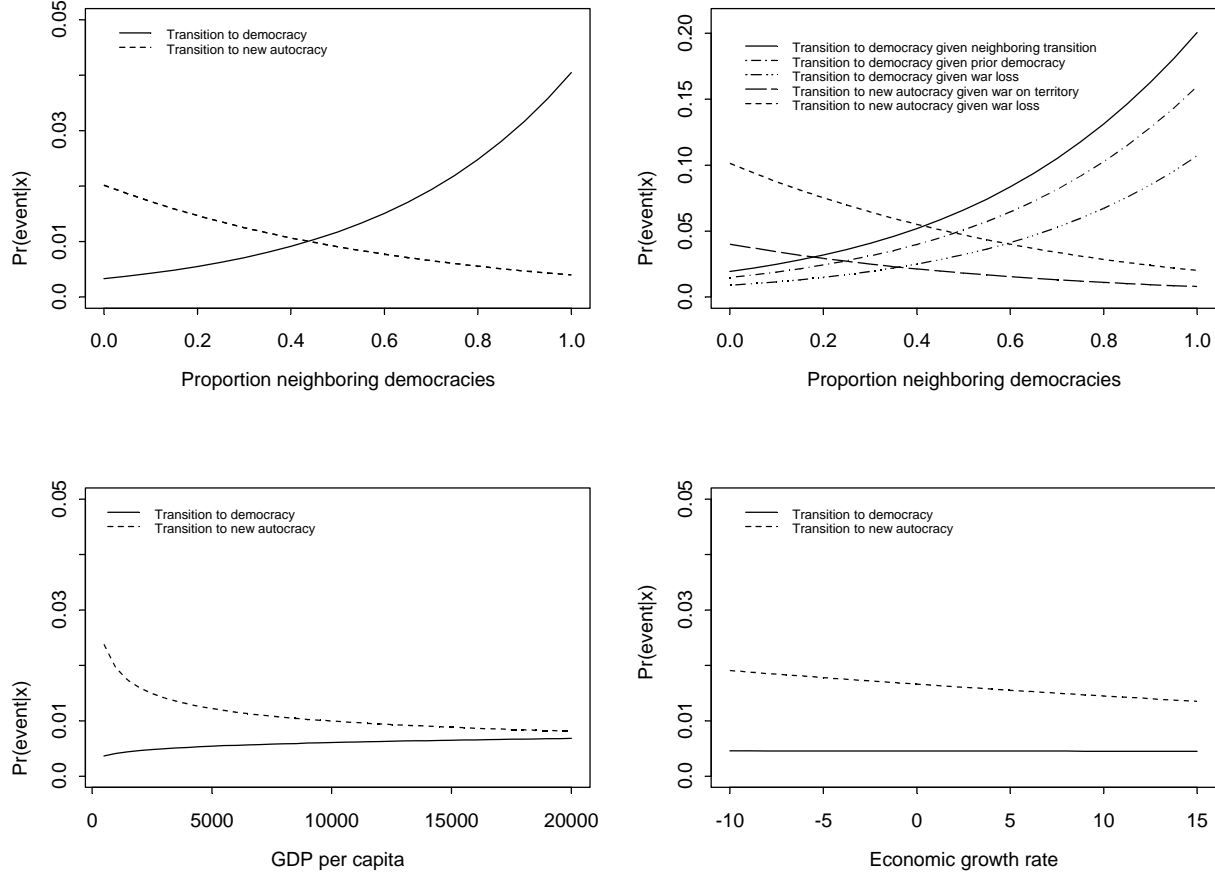 Transition to democracy
Transition to new autocracy
0.05
0.03
0.01
0.0
Pr(event|x)
0.0 0.2 0.4 0.6 0.8 1.0
Proportion neighboring democracies
Transition to democracy given neighboring transition
Transition to democracy given prior democracy
Transition to democracy given war loss
Transition to new autocracy given war on territory
Transition to new autocracy given war loss
0.20
0.15
0.10
0.05
0.0
Pr(event|x)
0.0 0.2 0.4 0.6 0.8 1.0
Proportion neighboring democracies
Transition to democracy
Transition to new autocracy
0.05
0.03
0.01
0.0
Pr(event|x)
0 5000 10000 15000 20000
GDP per capita
Transition to democracy
Transition to new autocracy
0.05
0.03
0.01
0.0
Pr(event|x)
-10 -5 0 5 10 15
Economic growth rate